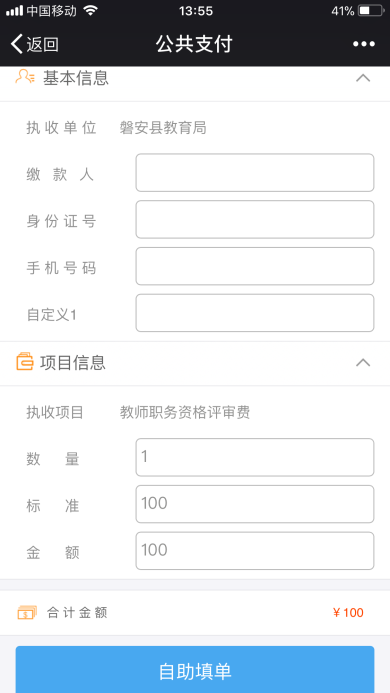 中国移动 13:55 41%
返回 公共支付
基本信息
执收单位 磐安县教育局
缴款人
身份证号
手机号码
自定义1
项目信息
执收项目 教师职务资格评审费
数量 1
标准 100
金额 100
合计金额 ￥100
自助填单